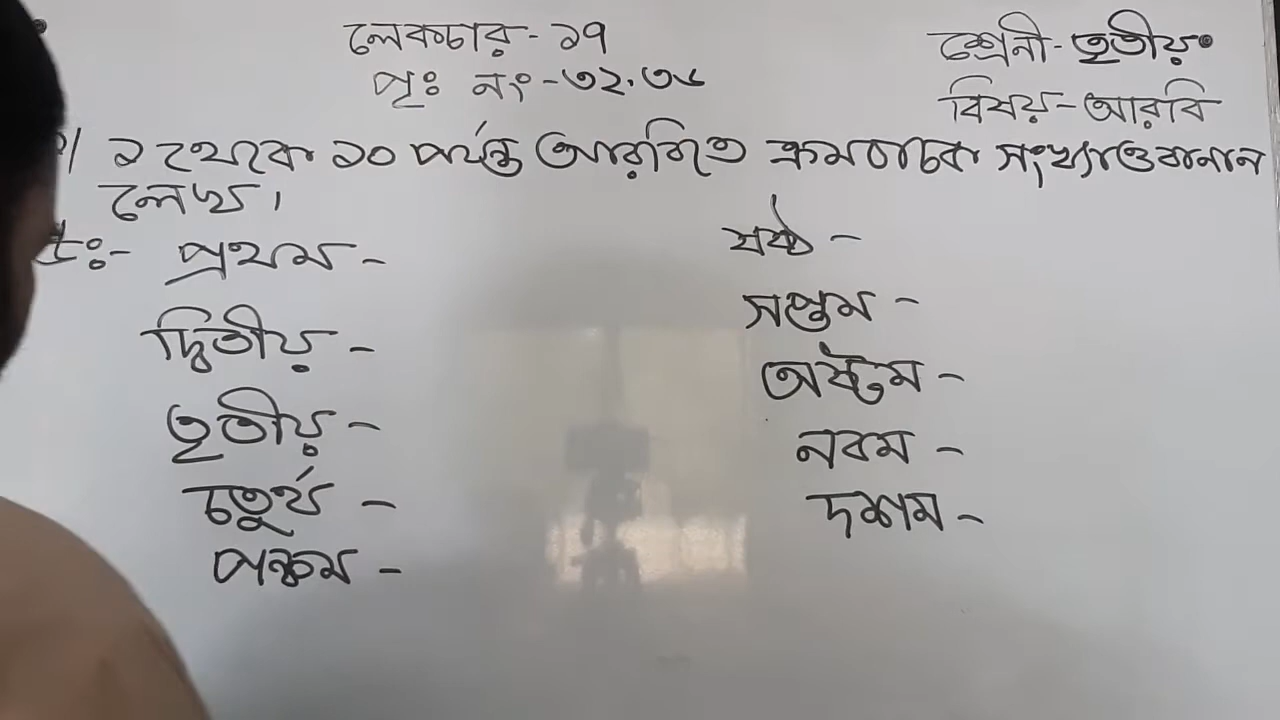 লেকচার - ১৭
পৃঃ নং - ৩২.৩৮
শ্রেনী - তৃতীয়
বিষয় - আরবি
১ থেকে ১০ পর্যন্ত আরবিতে ক্রমবাচক সংখ্যাও বানান
লেখ।
উঃ- প্রথম -
দ্বিতীয় -
তৃতীয় -
চতুর্থ -
পঞ্চম -
ষষ্ঠ -
সপ্তম -
অষ্টম -
নবম -
দশম -